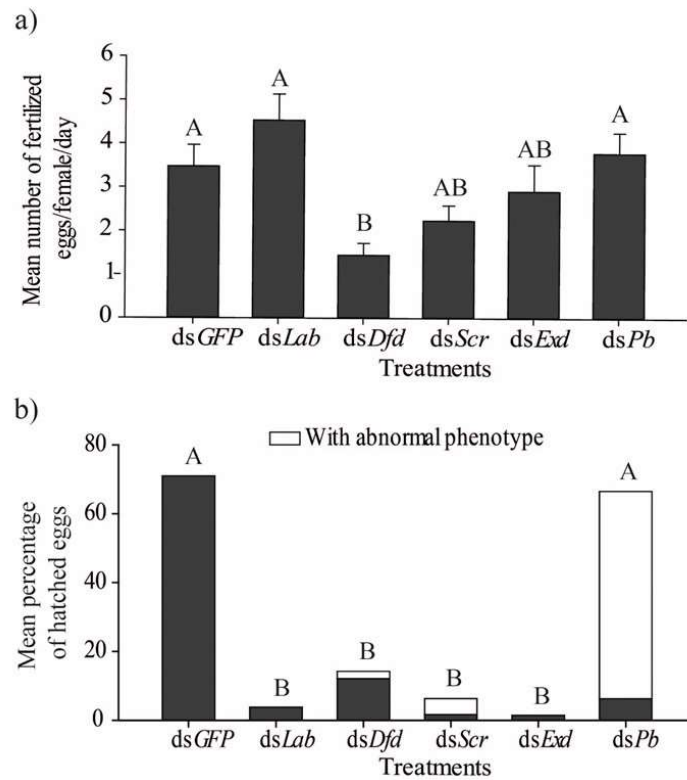 a)
Mean number of fertilized
eggs/female/day
6
5
4
3
2
1
0
A
A
B
AB
AB
A
dsGFP dsLab dsDfd dsScr dsExd dsPb
Treatments
b)
Mean percentage
of hatched eggs
80
60
40
20
0
With abnormal phenotype
A
B
B
B
B
A
dsGFP dsLab dsDfd dsScr dsExd dsPb
Treatments